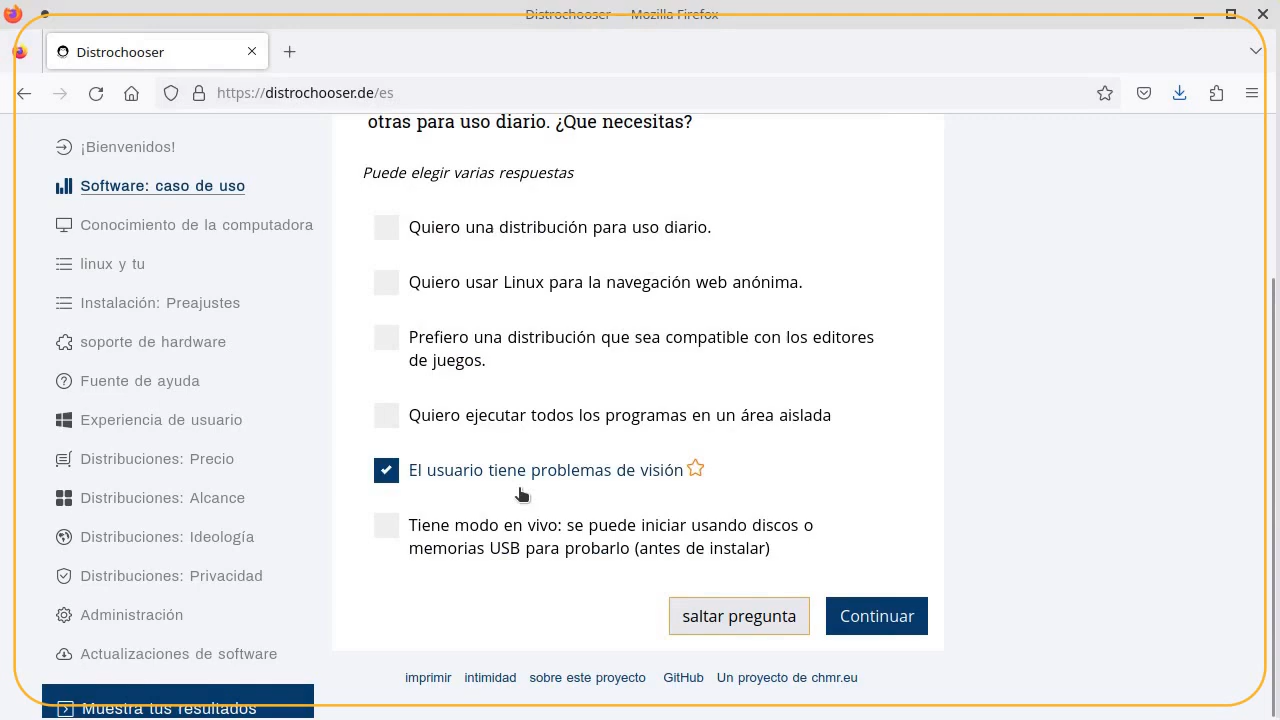 Distrochooser — Mozilla Firefox
Distrochooser
https://distrochooser.de/es
¡Bienvenidos!
Software: caso de uso
Conocimiento de la computadora
linux y tu
Instalación: Preajustes
soporte de hardware
Fuente de ayuda
Experiencia de usuario
Distribuciones: Precio
Distribuciones: Alcance
Distribuciones: Ideología
Distribuciones: Privacidad
Administración
Actualizaciones de software
Muestra tus resultados
otras para uso diario. ¿Que necesitas?
Puede elegir varias respuestas
Quiero una distribución para uso diario.
Quiero usar Linux para la navegación web anónima.
Prefiero una distribución que sea compatible con los editores
de juegos.
Quiero ejecutar todos los programas en un área aislada
El usuario tiene problemas de visión
Tiene modo en vivo: se puede iniciar usando discos o
memorias USB para probarlo (antes de instalar)
saltar pregunta
Continuar
imprimir intimidad sobre este proyecto GitHub Un proyecto de chmr.eu